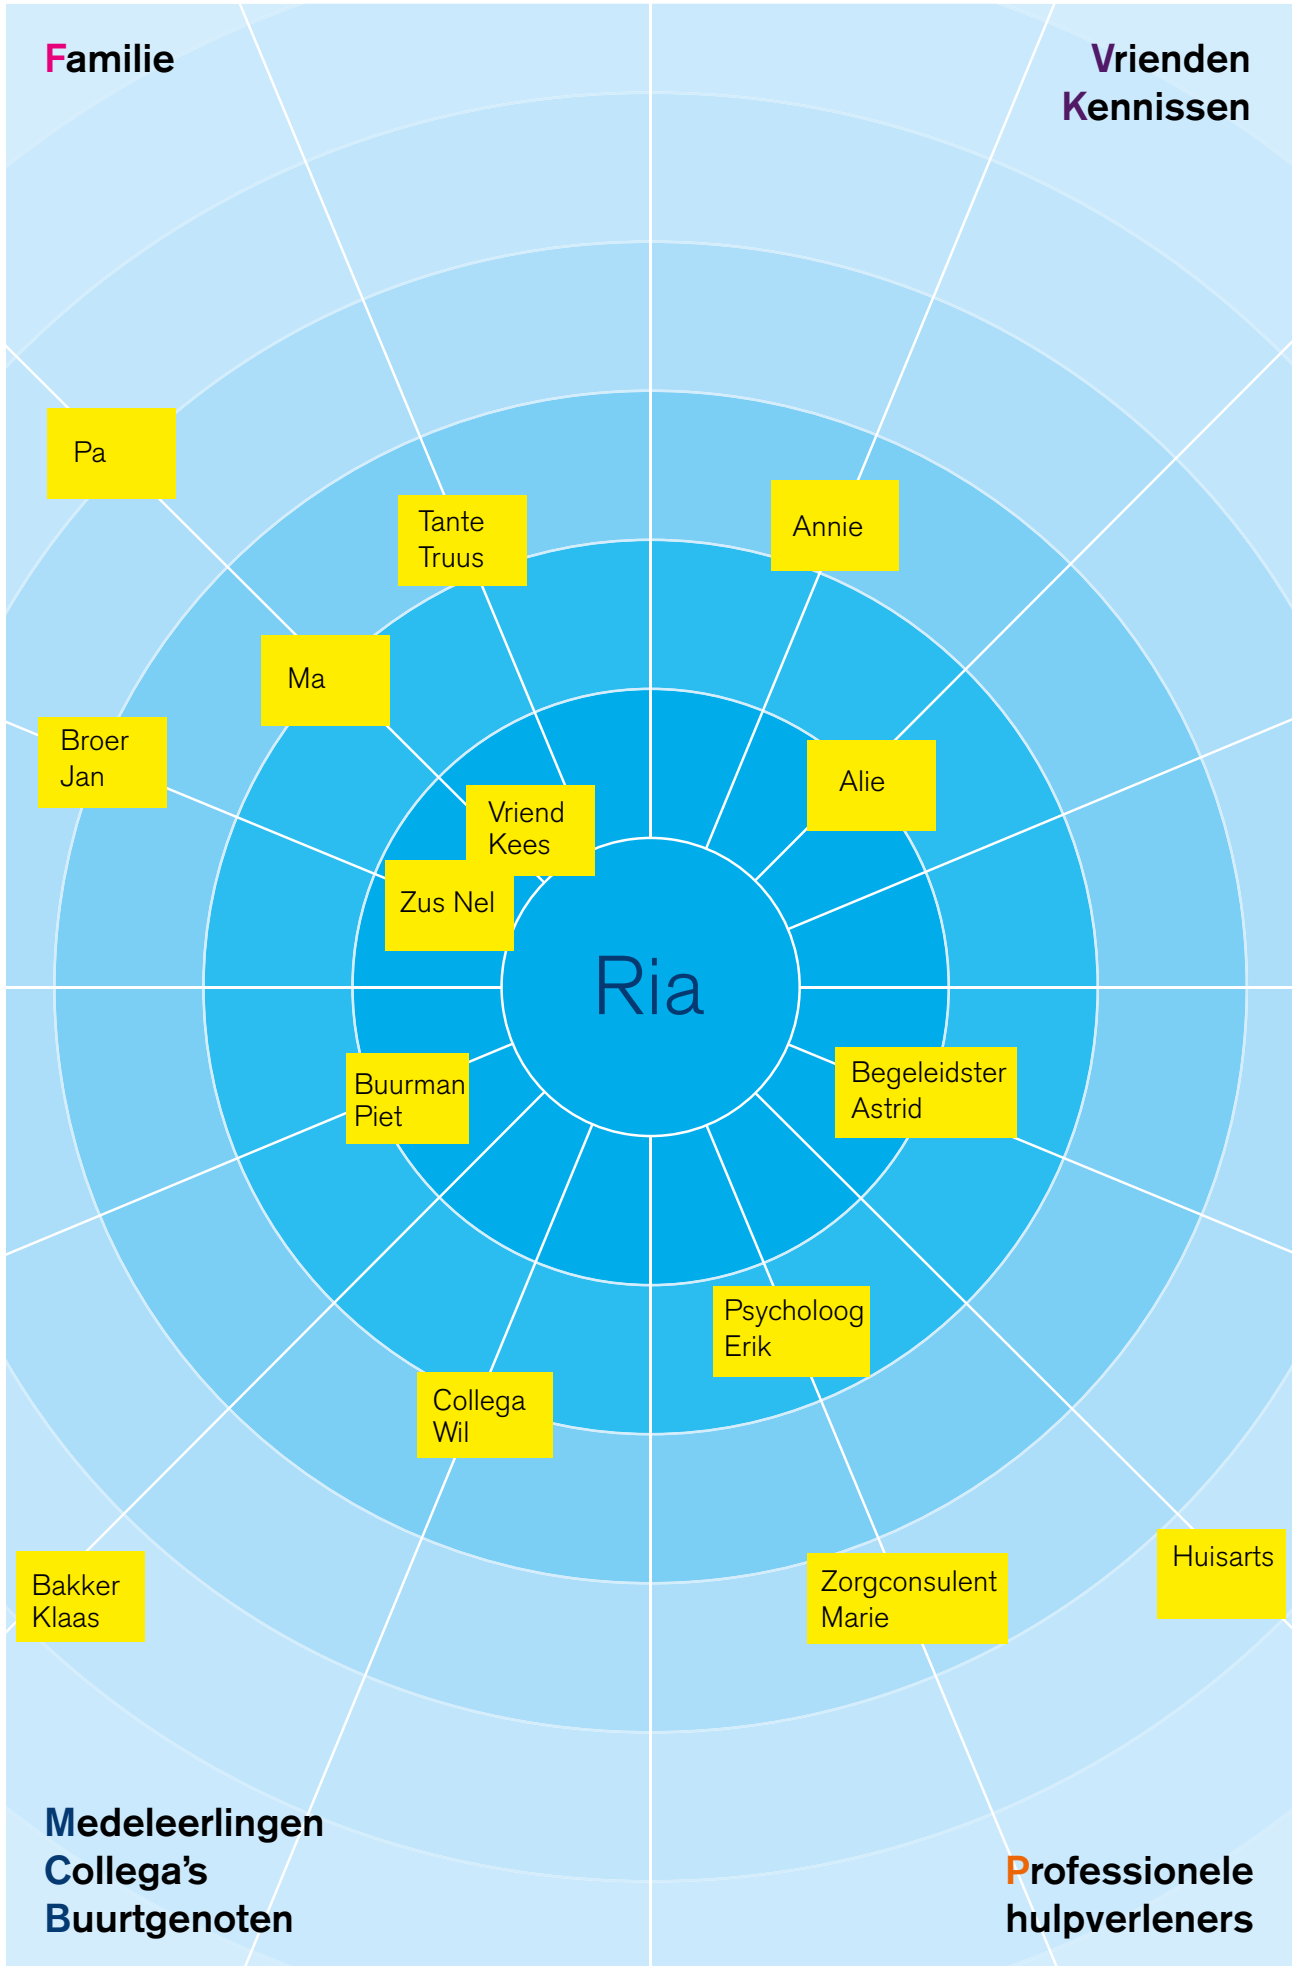 Familie
Vrienden
Kennissen
Pa
Tante
Truus
Annie
Ma
Broer
Jan
Alie
Vriend
Kees
Zus Nel
Ria
Buurman
Piet
Begeleidster
Astrid
Psycholoog
Erik
Collega
Wil
Bakker
Klaas
Zorgconsulent
Marie
Huisarts
Medeleerlingen
Collega’s
Buurtgenoten
Professionele
hulpverleners